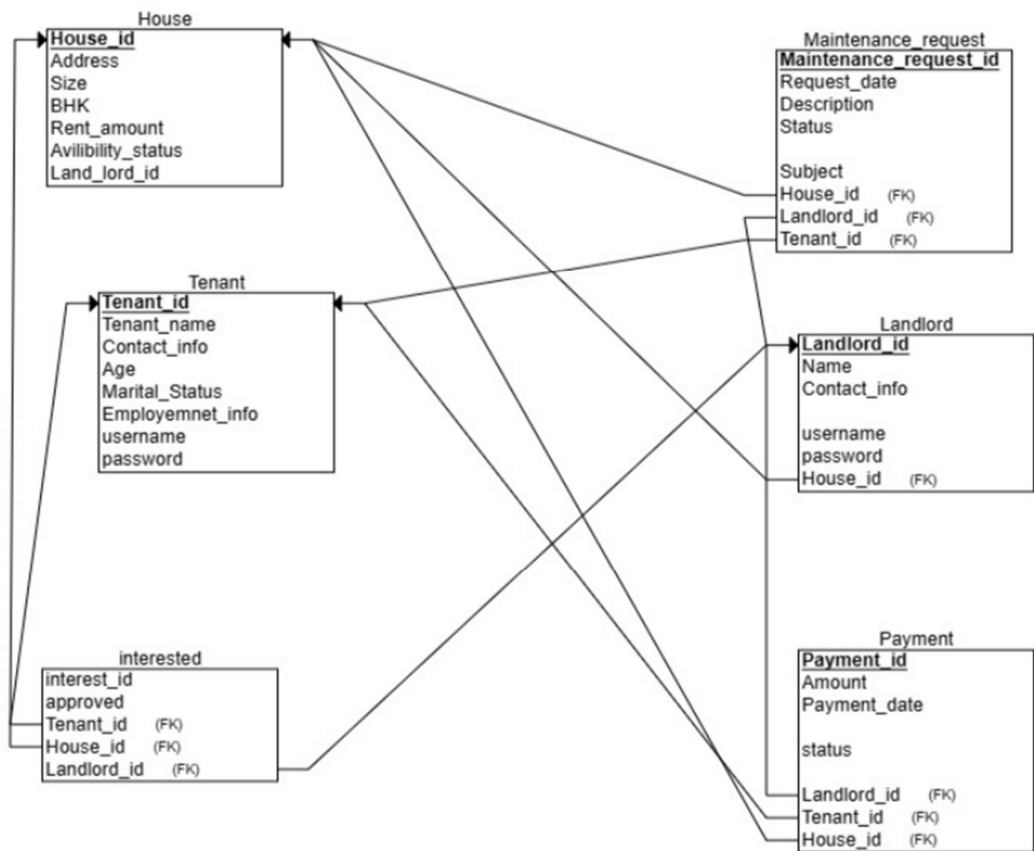 House
House_id
Address
Size
BHK
Rent_amount
Avilibility_status
Land_lord_id
Maintenance_request
Maintenance_request_id
Request_date
Description
Status
Subject
House_id (FK)
Landlord_id (FK)
Tenant_id (FK)
Tenant
Tenant_id
Tenant_name
Contact_info
Age
Marital_Status
Employemnet_info
username
password
Landlord
Landlord_id
Name
Contact_info
username
password
House_id (FK)
interested
interest_id
approved
Tenant_id (FK)
House_id (FK)
Landlord_id (FK)
Payment
Payment_id
Amount
Payment_date
status
Landlord_id (FK)
Tenant_id (FK)
House_id (FK)